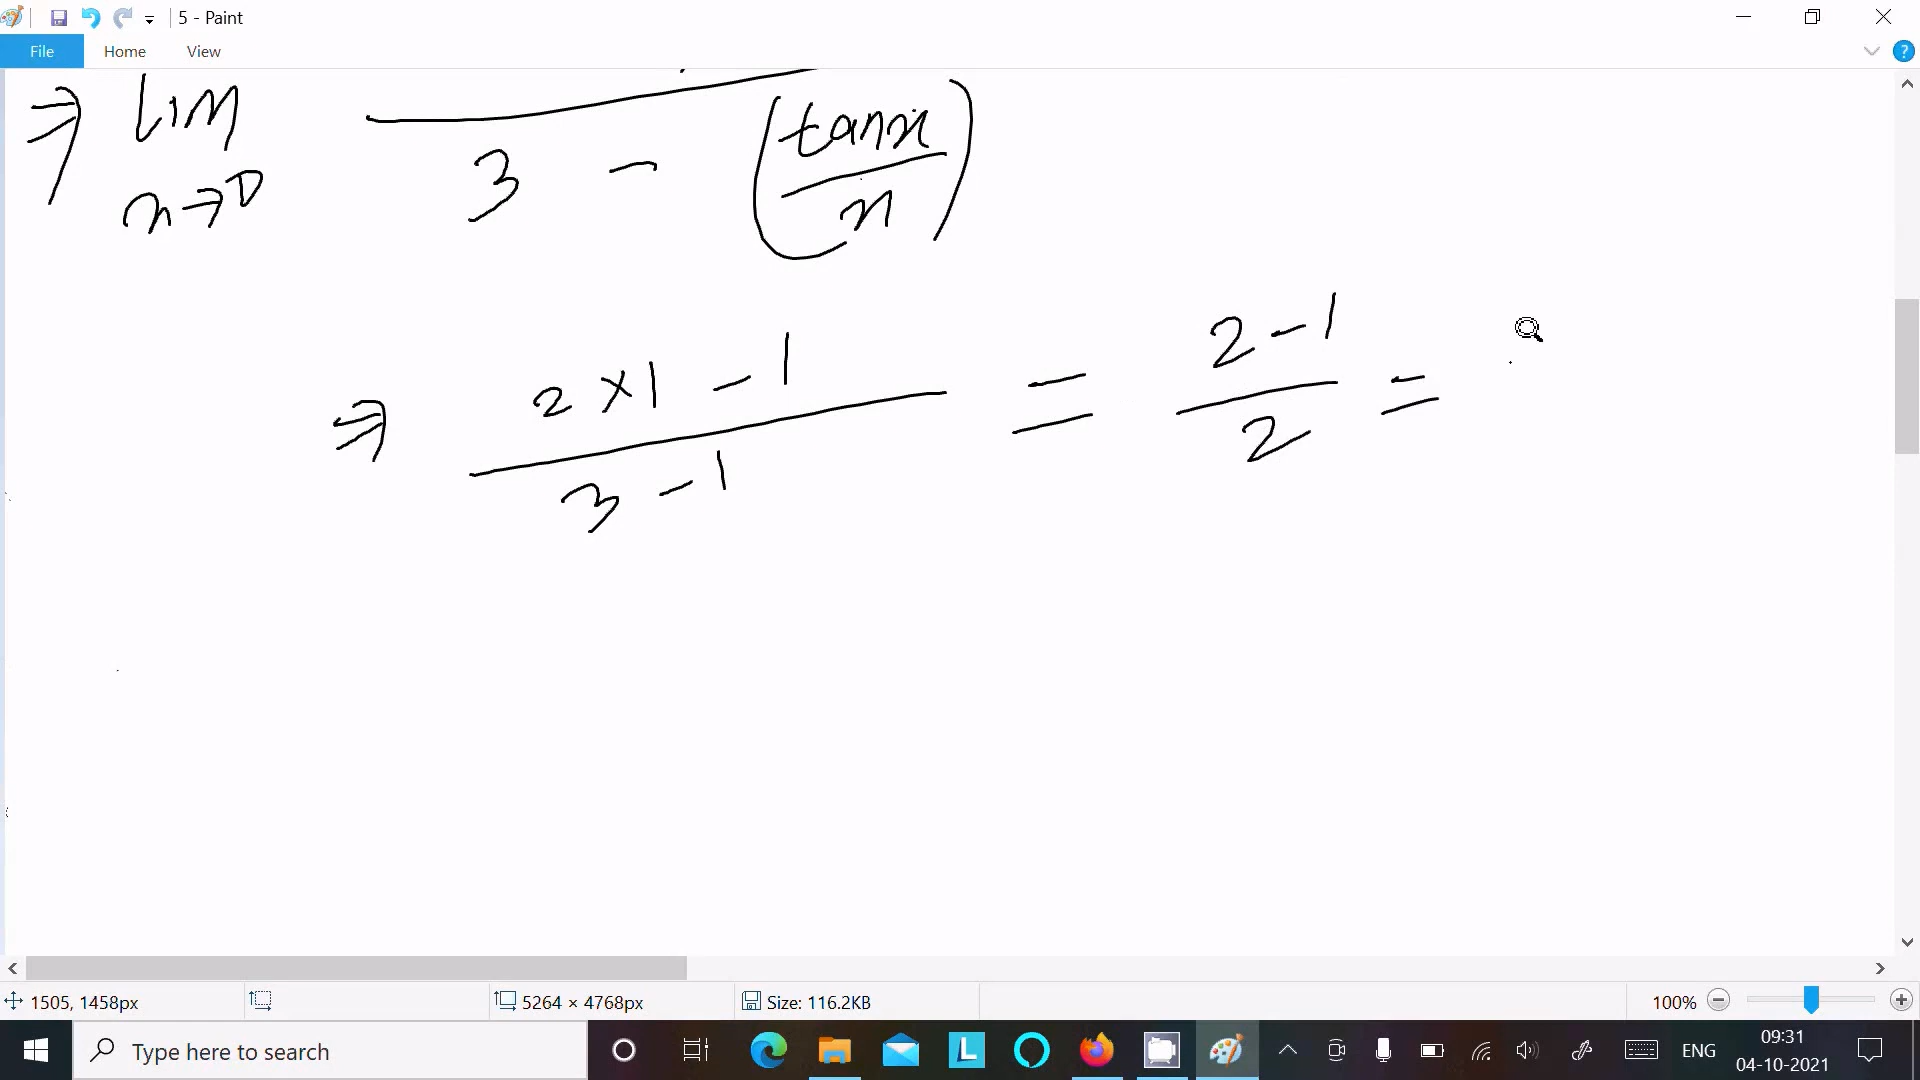 5 - Paint
File Home View
⇒ lim 3 - (tanx/x)
x→0
⇒ 2×1-1/3-1 = 2-1/2 =
1505, 1458px 5264 × 4768px Size: 116.2KB 100%
Type here to search L ENG 09:31
04-10-2021